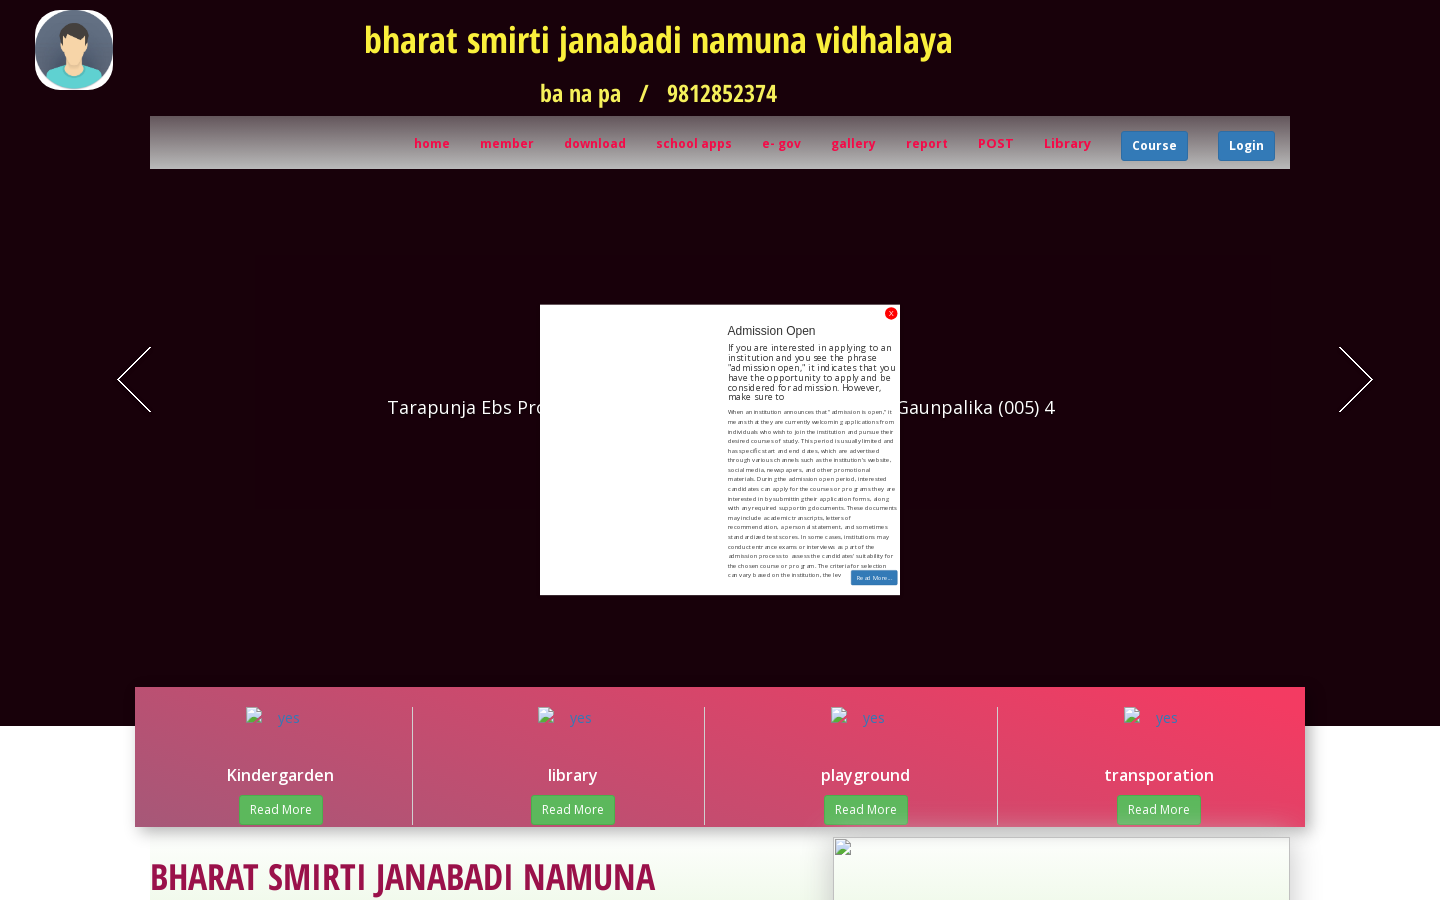 bharat smirti janabadi namuna vidhalaya
ba na pa / 9812852374
home member download school apps e- gov gallery report POST Library Course Login
X
Admission Open
If you are interested in applying to an
institution and you see the phrase
"admission open," it indicates that you
have the opportunity to apply and be
considered for admission. However,
make sure to
When an institution announces that "admission is open," it
means that they are currently welcoming applications from
individuals who wish to join the institution and pursue their
desired courses of study. This period is usually limited and
has specific start and end dates, which are advertised
through various channels such as the institution's website,
social media, newspapers, and other promotional
materials. During the admission open period, interested
candidates can apply for the courses or programs they are
interested in by submitting their application forms, along
with any required supporting documents. These documents
may include academic transcripts, letters of
recommendation, a personal statement, and sometimes
standardized test scores. In some cases, institutions may
conduct entrance exams or interviews as part of the
admission process to assess the candidates' suitability for
the chosen course or program. The criteria for selection
can vary based on the institution, the lev
Read More...
Tarapunja Ebs Pro Gaunpalika (005) 4
yes yes yes yes
Kindergarden library playground transporation
Read More Read More Read More Read More
BHARAT SMIRTI JANABADI NAMUNA